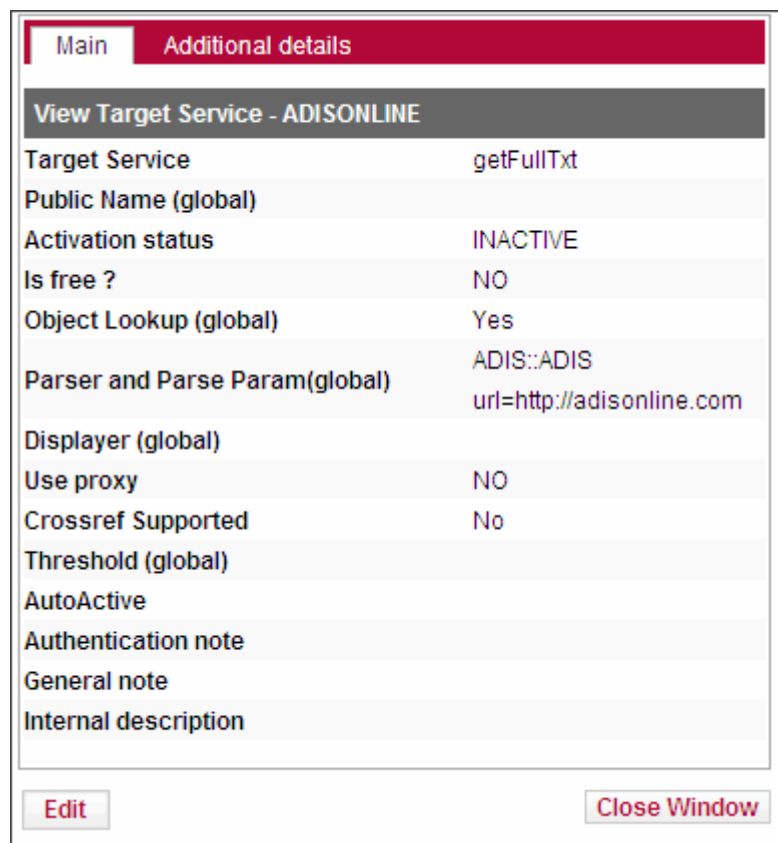 Main Additional details
View Target Service - ADISONLINE
Target Service getFullTxt
Public Name (global)
Activation status INACTIVE
Is free ? NO
Object Lookup (global) Yes
Parser and Parse Param(global) ADIS::ADIS
url=http://adisonline.com
Displayer (global)
Use proxy NO
Crossref Supported No
Threshold (global)
AutoActive
Authentication note
General note
Internal description
Edit Close Window